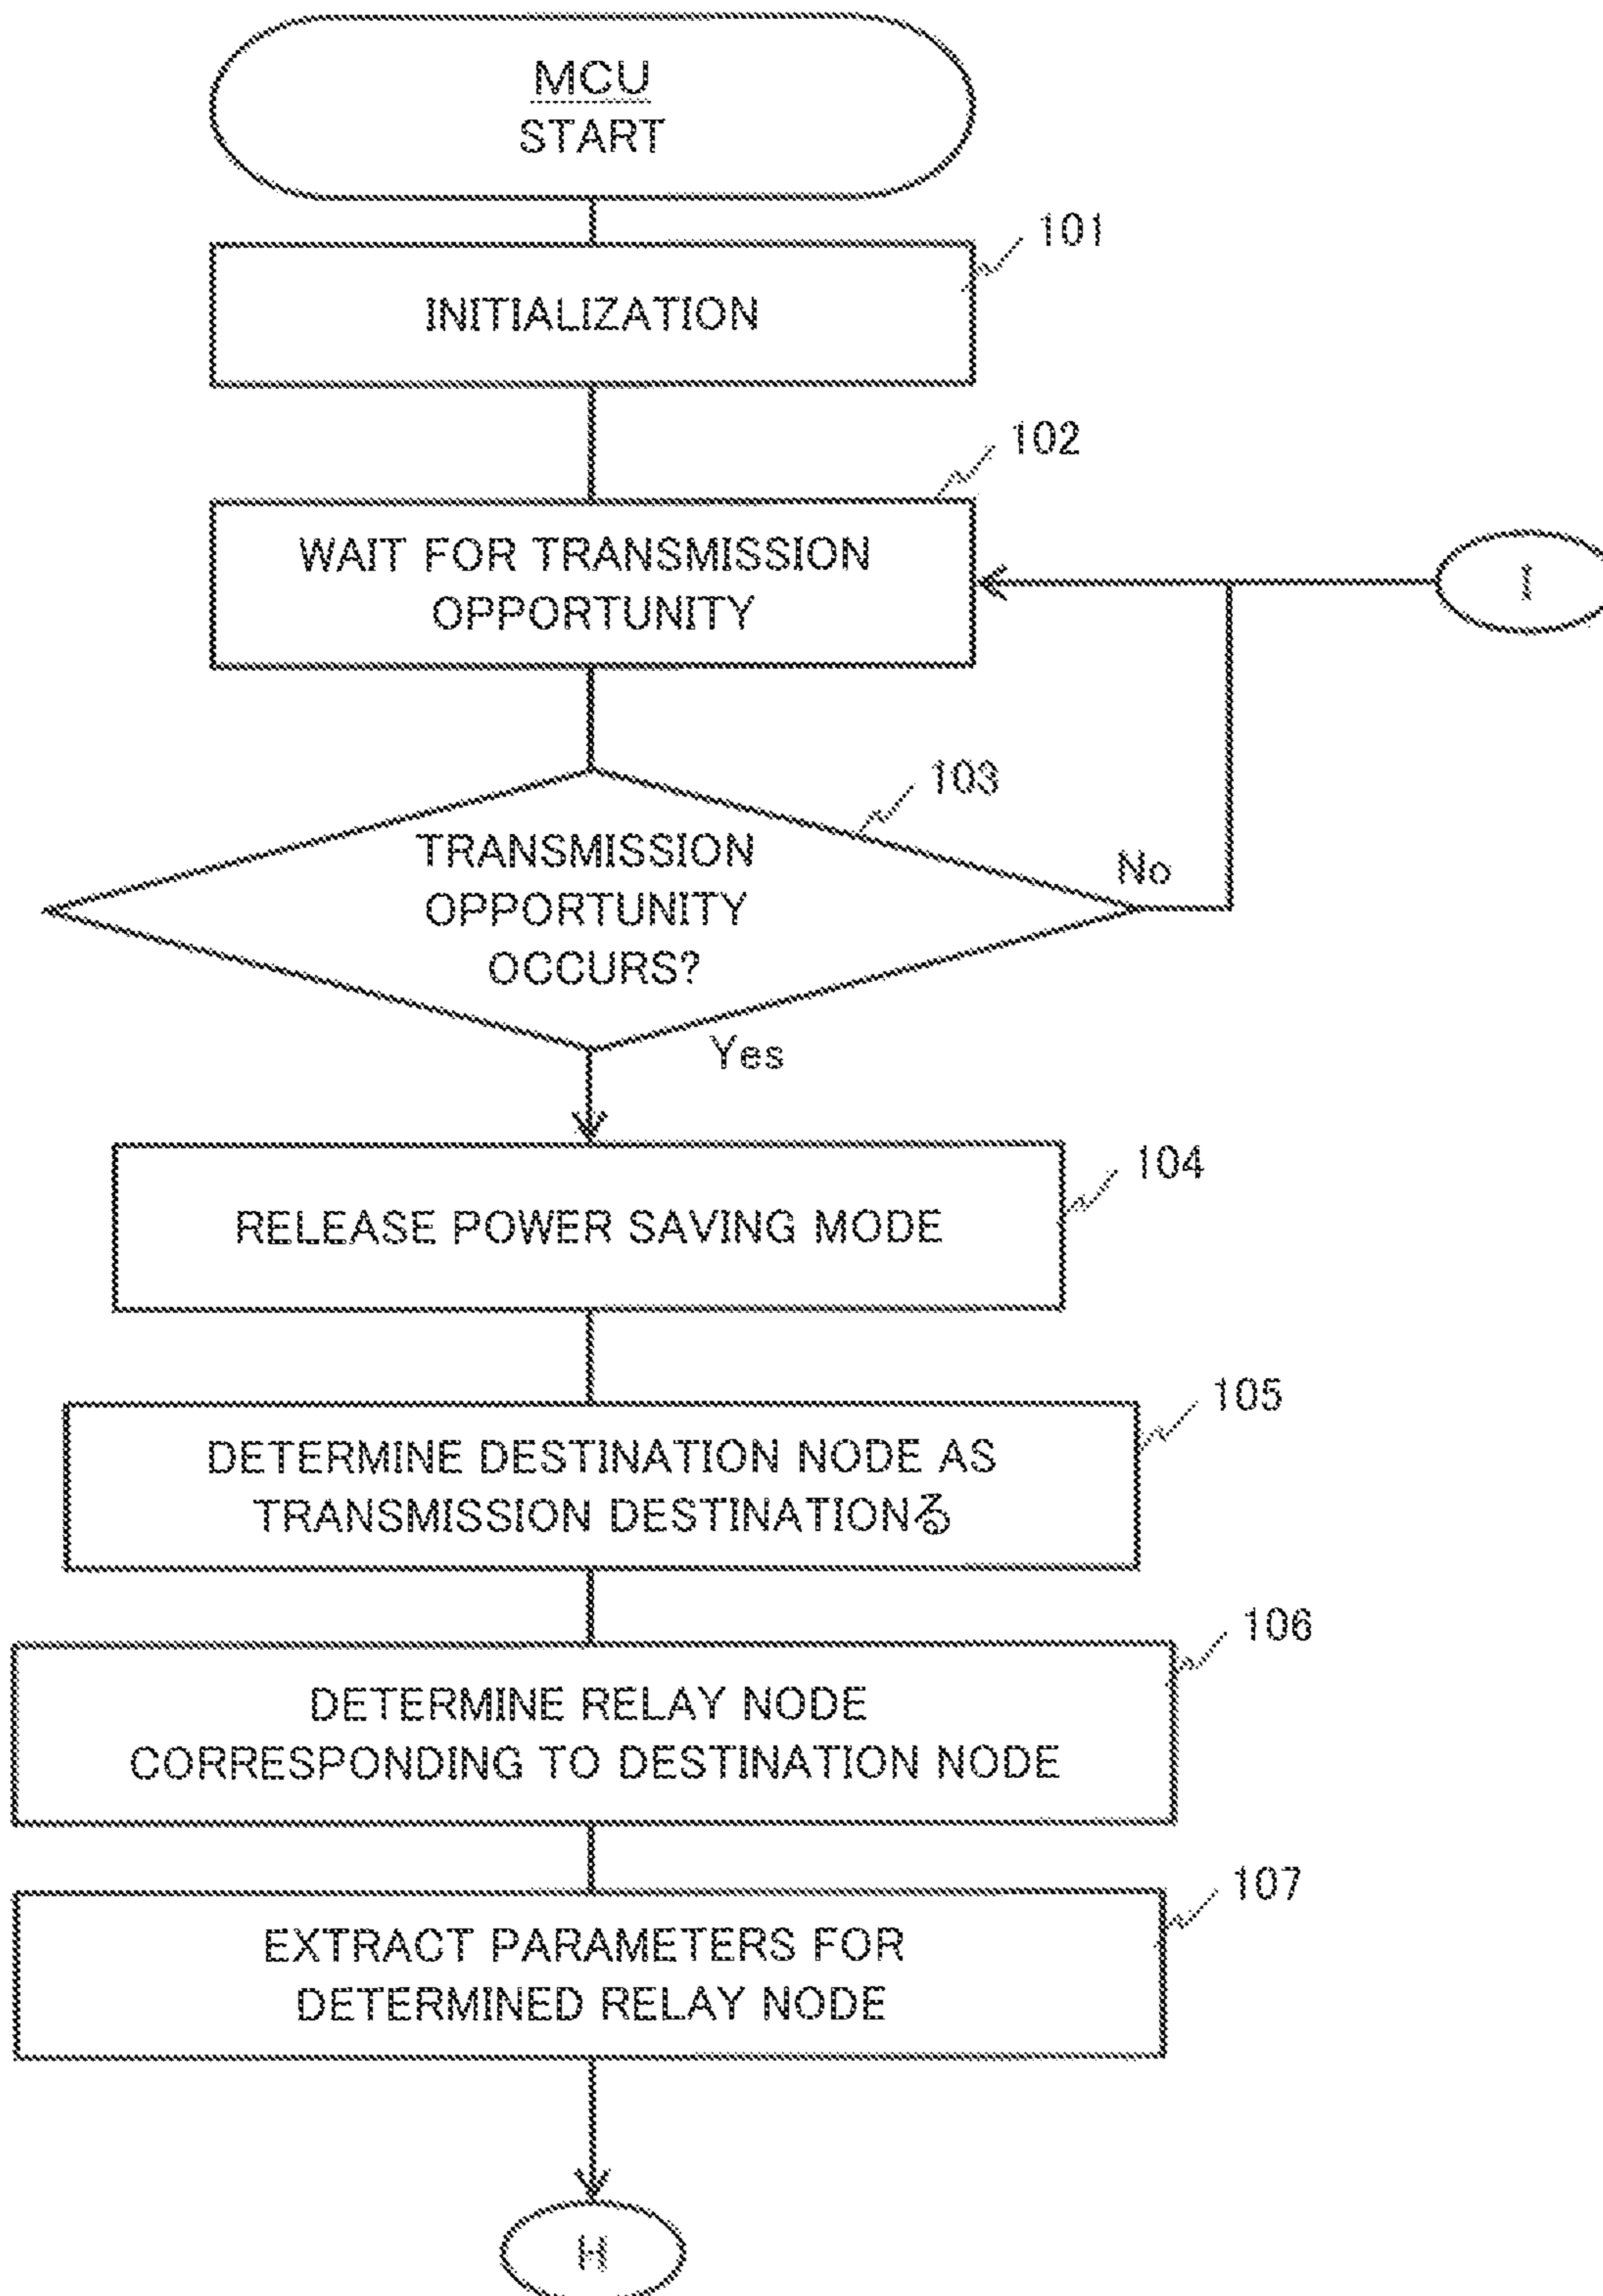 MCU
START
101
INITIALIZATION
102
WAIT FOR TRANSMISSION
OPPORTUNITY
I
103
TRANSMISSION
OPPORTUNITY
OCCURS?
No
Yes
104
RELEASE POWER SAVING MODE
105
DETERMINE DESTINATION NODE AS
TRANSMISSION DESTINATIONる
106
DETERMINE RELAY NODE
CORRESPONDING TO DESTINATION NODE
107
EXTRACT PARAMETERS FOR
DETERMINED RELAY NODE
H